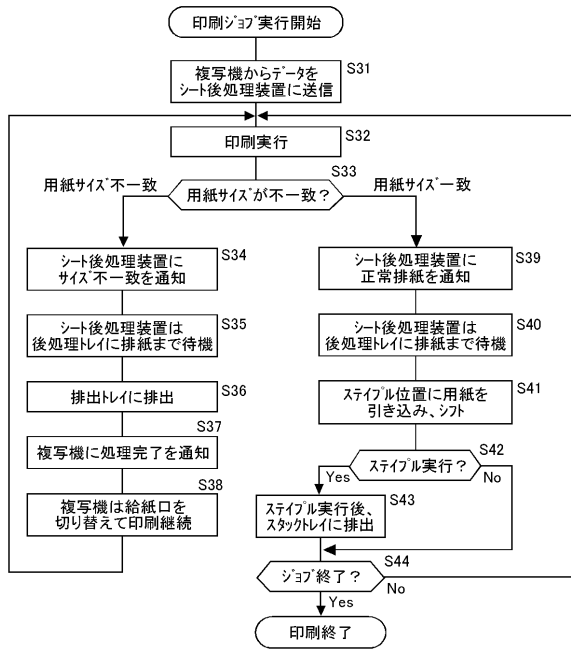 印刷ｼﾞｮﾌﾞ実行開始
複写機からﾃﾞｰﾀを
ｼｰﾄ後処理装置に送信
S31
印刷実行
S32
S33
用紙ｻｲｽﾞ不一致
用紙ｻｲｽﾞが不一致？
用紙ｻｲｽﾞ一致
ｼｰﾄ後処理装置に
ｻｲｽﾞ不一致を通知
S34
ｼｰﾄ後処理装置は
後処理ﾄﾚｲに排紙まで待機
S35
排出ﾄﾚｲに排出
S36
S37
複写機に処理完了を通知
S38
複写機は給紙口を
切り替えて印刷継続
ｼｰﾄ後処理装置に
正常排紙を通知
S39
ｼｰﾄ後処理装置は
後処理ﾄﾚｲに排紙まで待機
S40
ｽﾃｲﾌﾟﾙ位置に用紙を
引き込み､ｼﾌﾄ
S41
S42
ｽﾃｲﾌﾟﾙ実行？
Yes
No
ｽﾃｲﾌﾟﾙ実行後､
ｽﾀｯｸﾄﾚｲに排出
S43
S44
ｼﾞｮﾌﾞ終了？
No
Yes
印刷終了